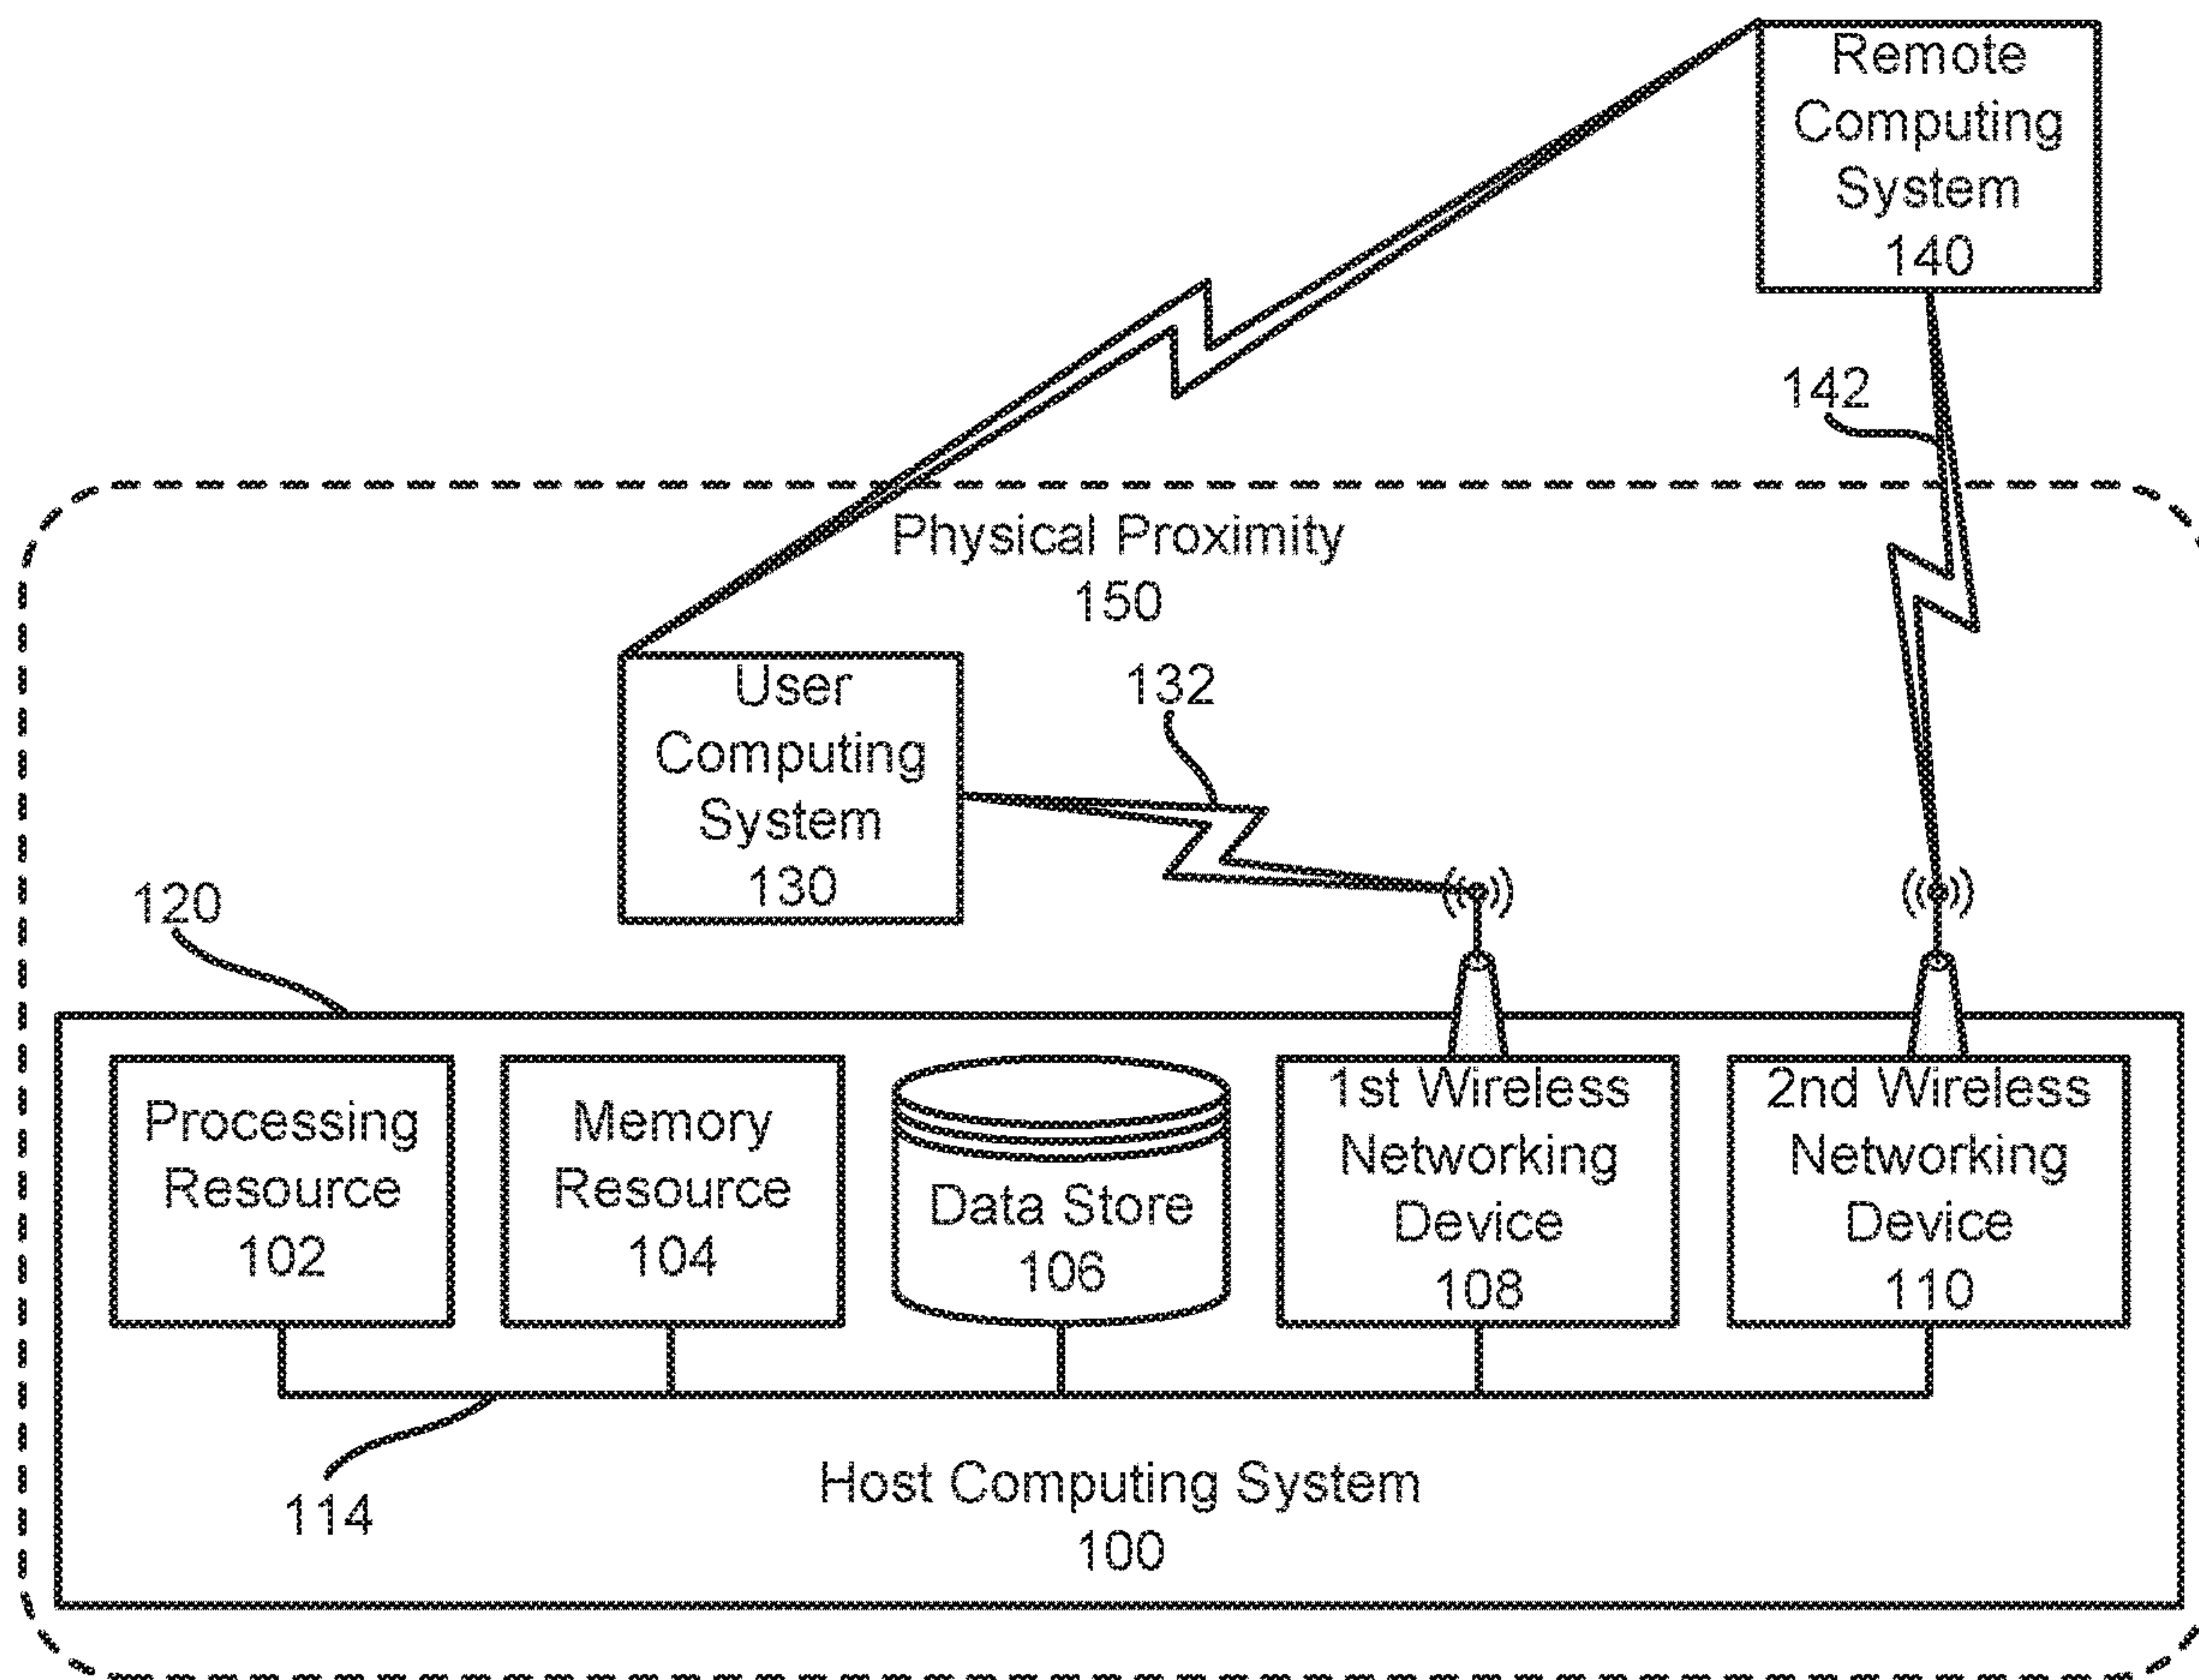 Remote
Computing
System
140
142
Physical Proximity
150
132
User
Computing
System
130
120
Processing
Resource
102
Memory
Resource
104
Data Store
106
1st Wireless
Networking
Device
108
2nd Wireless
Networking
Device
110
114
Host Computing System
100